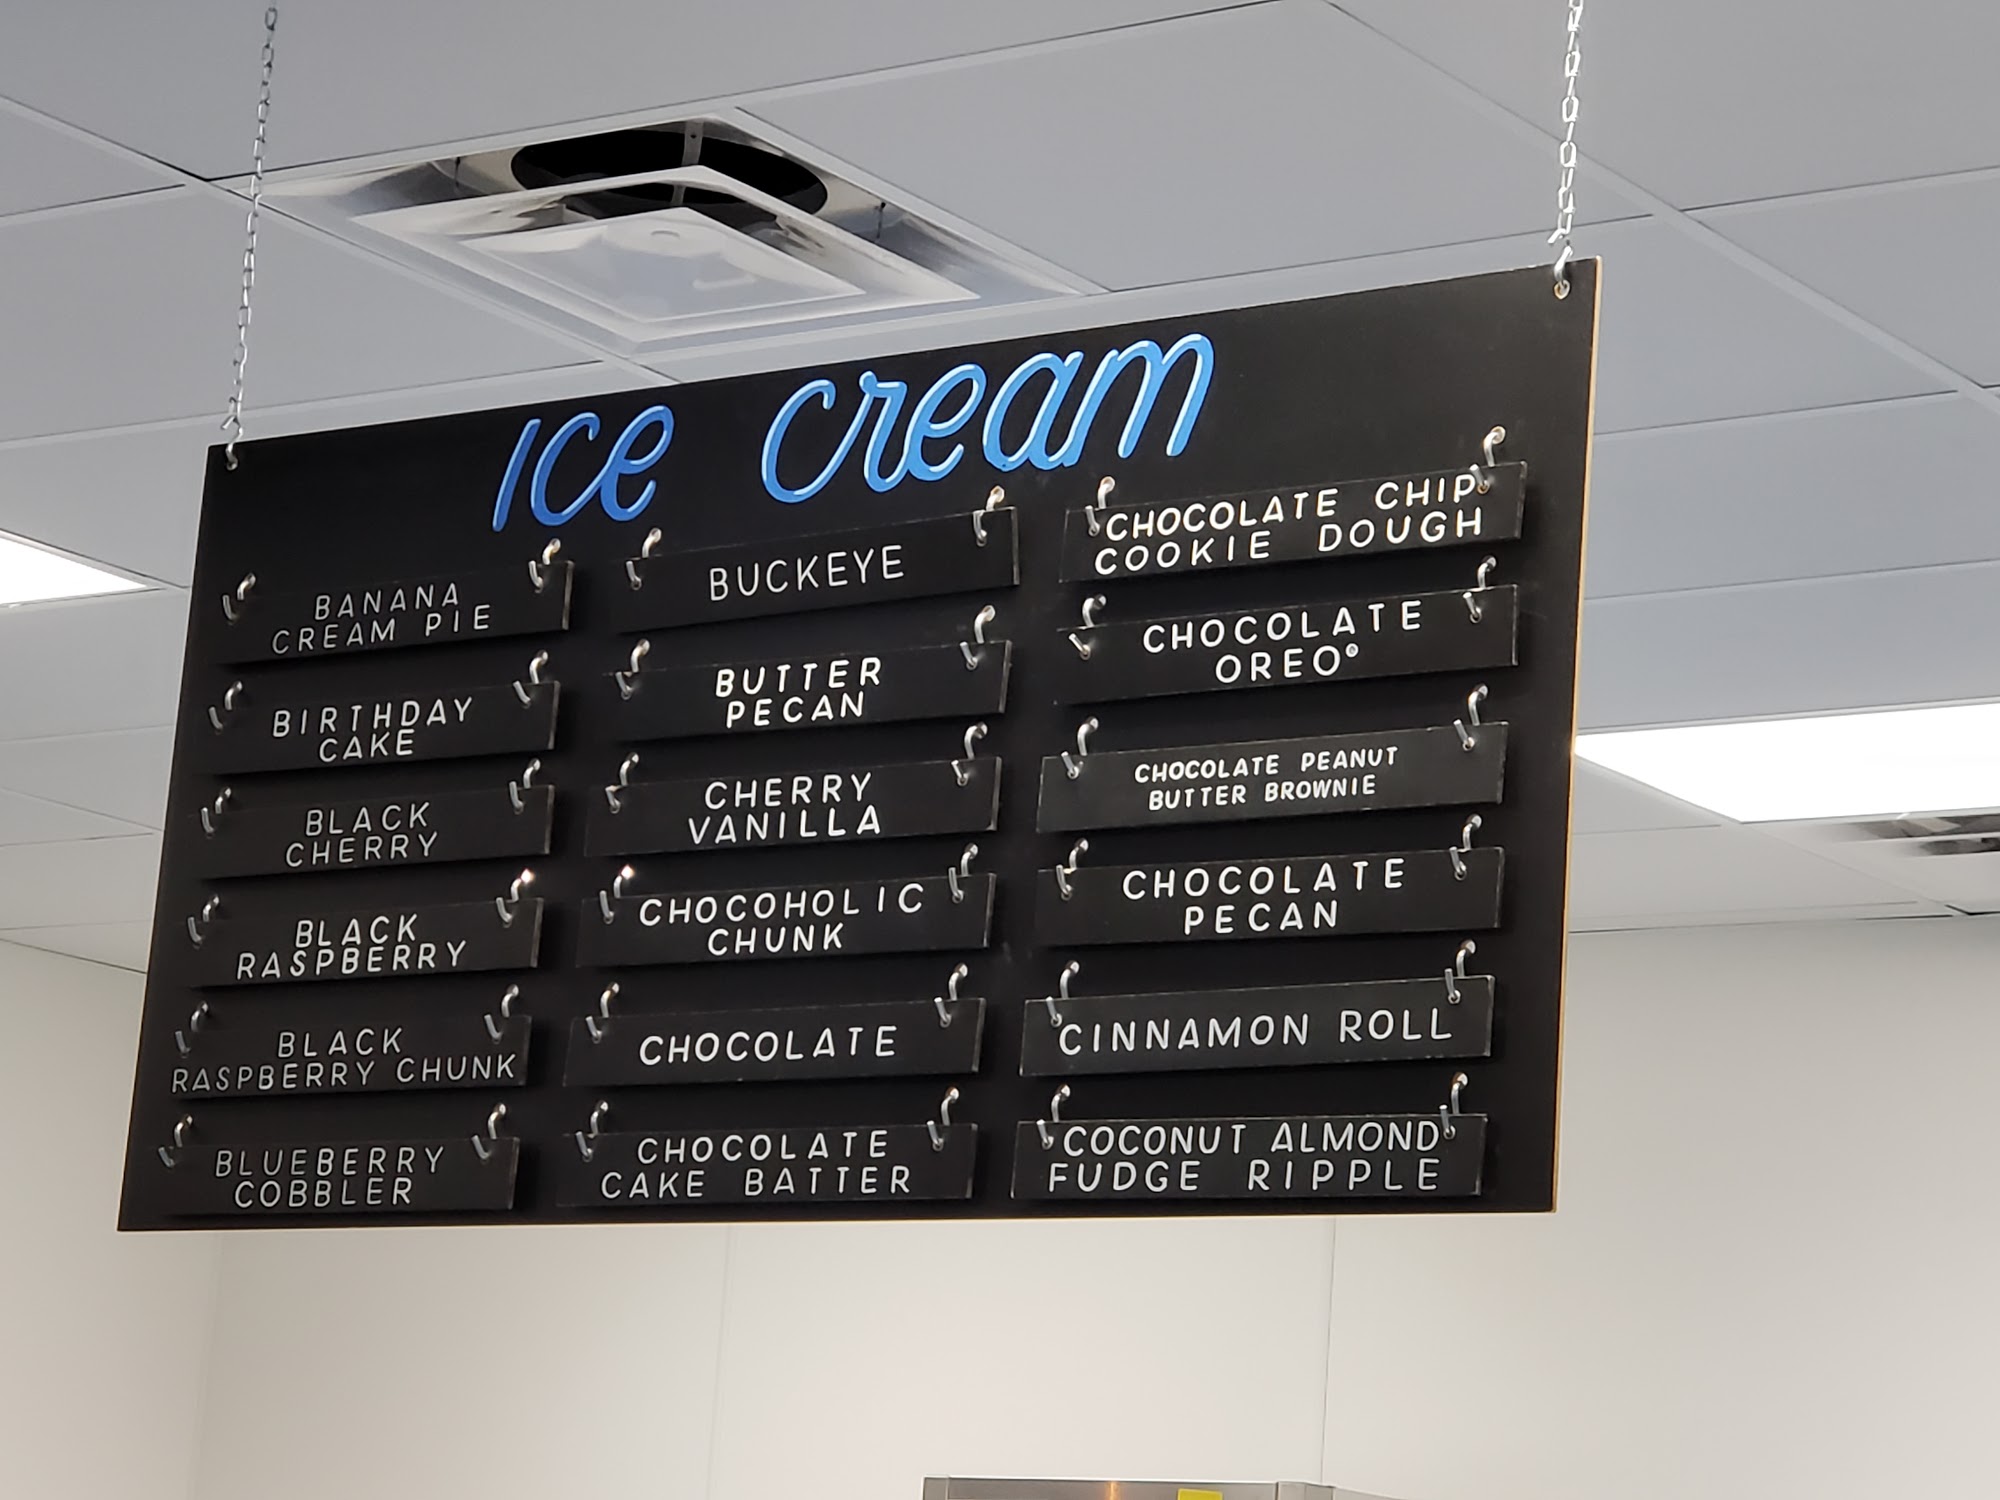 Ice Cream
BANANA
CREAM PIE
BIRTHDAY
CAKE
BLACK
CHERRY
BLACK
RASPBERRY
BLACK
RASPBERRY CHUNK
BLUEBERRY
COBBLER
BUCKEYE
BUTTER
PECAN
CHERRY
VANILLA
CHOCOHOLIC
CHUNK
CHOCOLATE
CHOCOLATE
CAKE BATTER
CHOCOLATE CHIP
COOKIE DOUGH
CHOCOLATE
OREO®
CHOCOLATE PEANUT
BUTTER BROWNIE
CHOCOLATE
PECAN
CINNAMON ROLL
COCONUT ALMOND
FUDGE RIPPLE